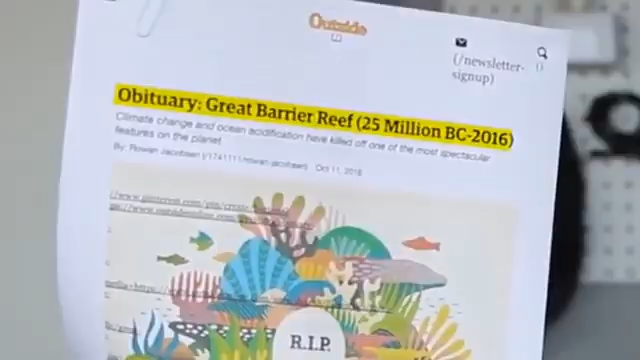 Outside
(/newsletter-
signup)
()
Obituary: Great Barrier Reef (25 Million BC-2016)
Climate change and ocean acidification have killed off one of the most spectacular
features on the planet.
By: Rowan Jacobsen Oct 11, 2016
R.I.P.